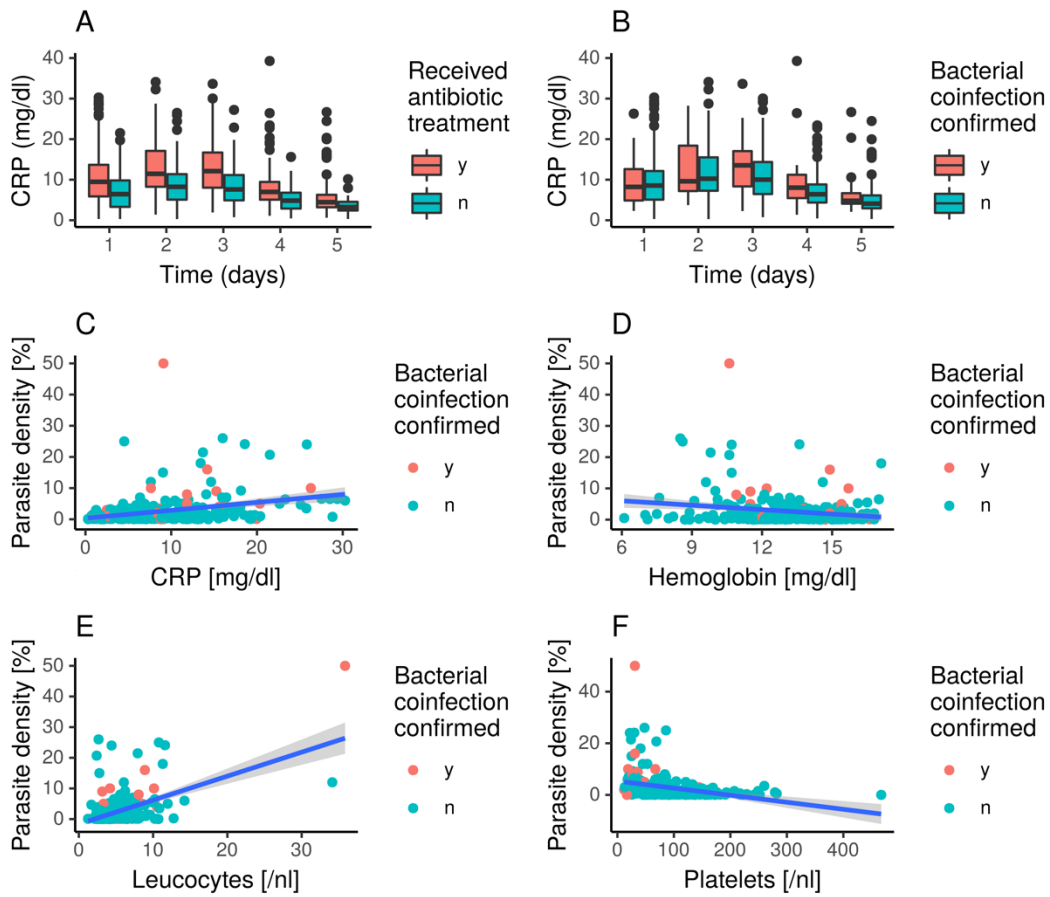 A
CRP (mg/dl)
40
30
20
10
0
1 2 3 4 5
Time (days)
Received
antibiotic
treatment
y
n
B
CRP (mg/dl)
40
30
20
10
0
1 2 3 4 5
Time (days)
Bacterial
coinfection
confirmed
y
n
C
Parasite density [%]
50
40
30
20
10
0
0 10 20 30
CRP [mg/dl]
Bacterial
coinfection
confirmed
y
n
D
Parasite density [%]
50
40
30
20
10
0
6 9 12 15
Hemoglobin [mg/dl]
Bacterial
coinfection
confirmed
y
n
E
Parasite density [%]
50
40
30
20
10
0
0 10 20 30
Leucocytes [/nl]
Bacterial
coinfection
confirmed
y
n
F
Parasite density [%]
40
20
0
0 100 200 300 400
Platelets [/nl]
Bacterial
coinfection
confirmed
y
n